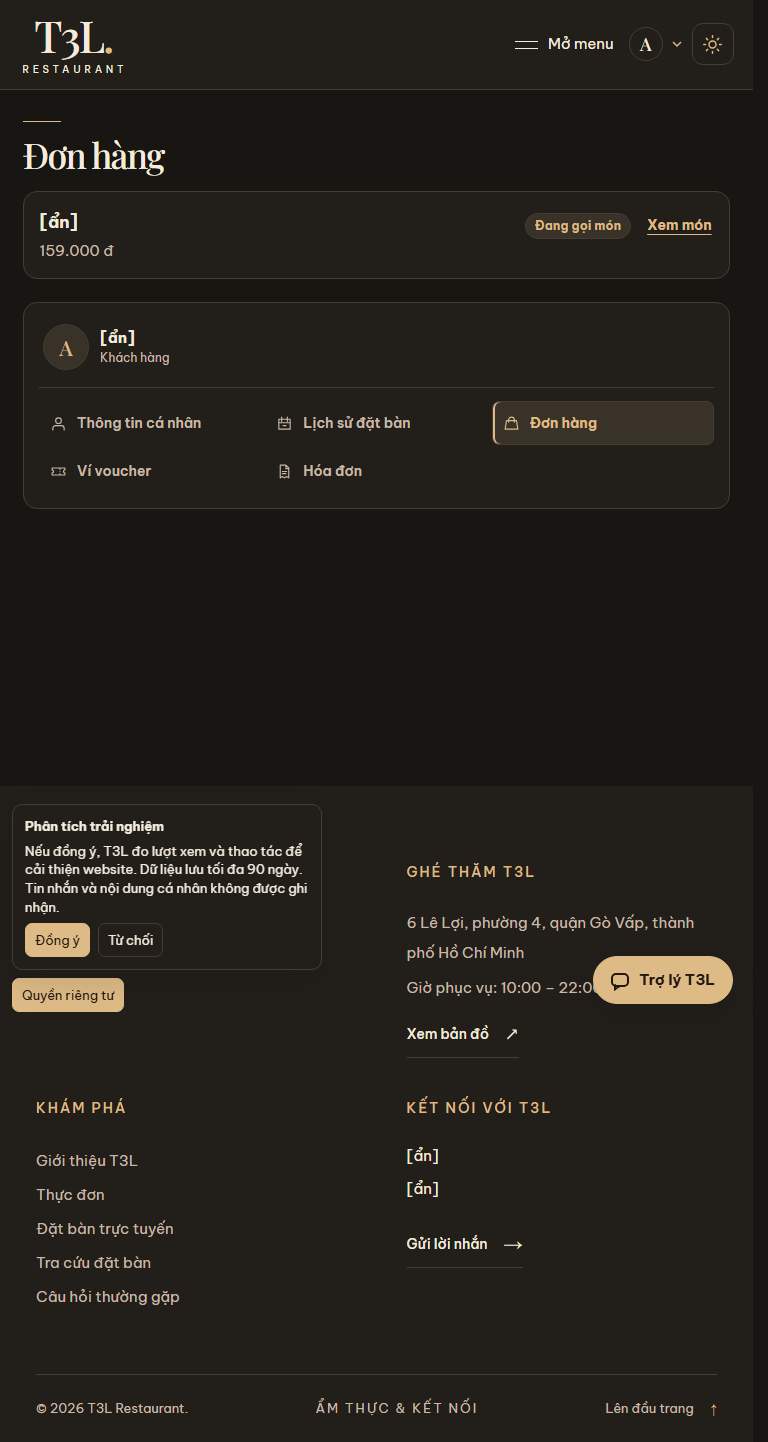 T3L.
RESTAURANT
Mở menu
A
Đơn hàng
[ẩn]
159.000 đ
Đang gọi món
Xem món
A
[ẩn]
Khách hàng
Thông tin cá nhân
Lịch sử đặt bàn
Đơn hàng
Ví voucher
Hóa đơn
Phân tích trải nghiệm
Nếu đồng ý, T3L đo lượt xem và thao tác để
cải thiện website. Dữ liệu lưu tối đa 90 ngày.
Tin nhắn và nội dung cá nhân không được ghi
nhận.
Đồng ý
Từ chối
Quyền riêng tư
GHÉ THĂM T3L
6 Lê Lợi, phường 4, quận Gò Vấp, thành
phố Hồ Chí Minh
Giờ phục vụ: 10:00 – 22:00
Trợ lý T3L
Xem bản đồ ↗
KHÁM PHÁ
Giới thiệu T3L
Thực đơn
Đặt bàn trực tuyến
Tra cứu đặt bàn
Câu hỏi thường gặp
KẾT NỐI VỚI T3L
[ẩn]
[ẩn]
Gửi lời nhắn →
© 2026 T3L Restaurant.
ẨM THỰC & KẾT NỐI
Lên đầu trang ↑